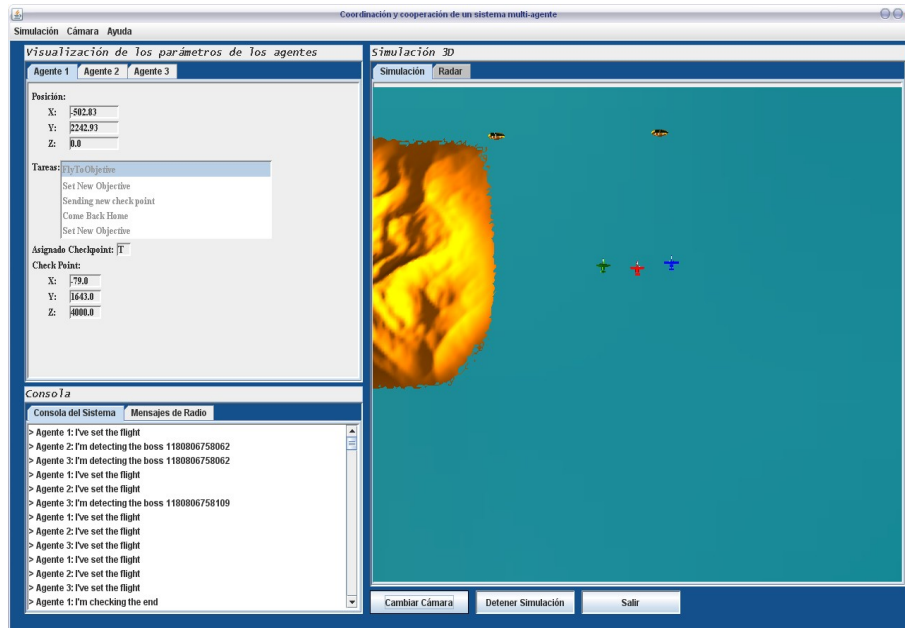 Coordinación y cooperación de un sistema multi-agente
Simulación Cámara Ayuda
Visualización de los parámetros de los agentes
Agente 1 Agente 2 Agente 3
Posición:
X: -502.83
Y: 2242.93
Z: 0.0
Tareas: FlyToObjetive
Set New Objective
Sending new check point
Come Back Home
Set New Objective
Asignado Checkpoint: T
Check Point:
X: -79.0
Y: 1643.0
Z: 4000.0
Consola
Consola del Sistema Mensajes de Radio
> Agente 1: I've set the flight
> Agente 2: I'm detecting the boss 1180806758062
> Agente 3: I'm detecting the boss 1180806758062
> Agente 1: I've set the flight
> Agente 2: I've set the flight
> Agente 3: I'm detecting the boss 1180806758109
> Agente 1: I've set the flight
> Agente 2: I've set the flight
> Agente 3: I've set the flight
> Agente 1: I've set the flight
> Agente 2: I've set the flight
> Agente 3: I've set the flight
> Agente 1: I'm checking the end
Simulación 3D
Simulación Radar
Cambiar Cámara Detener Simulación Salir